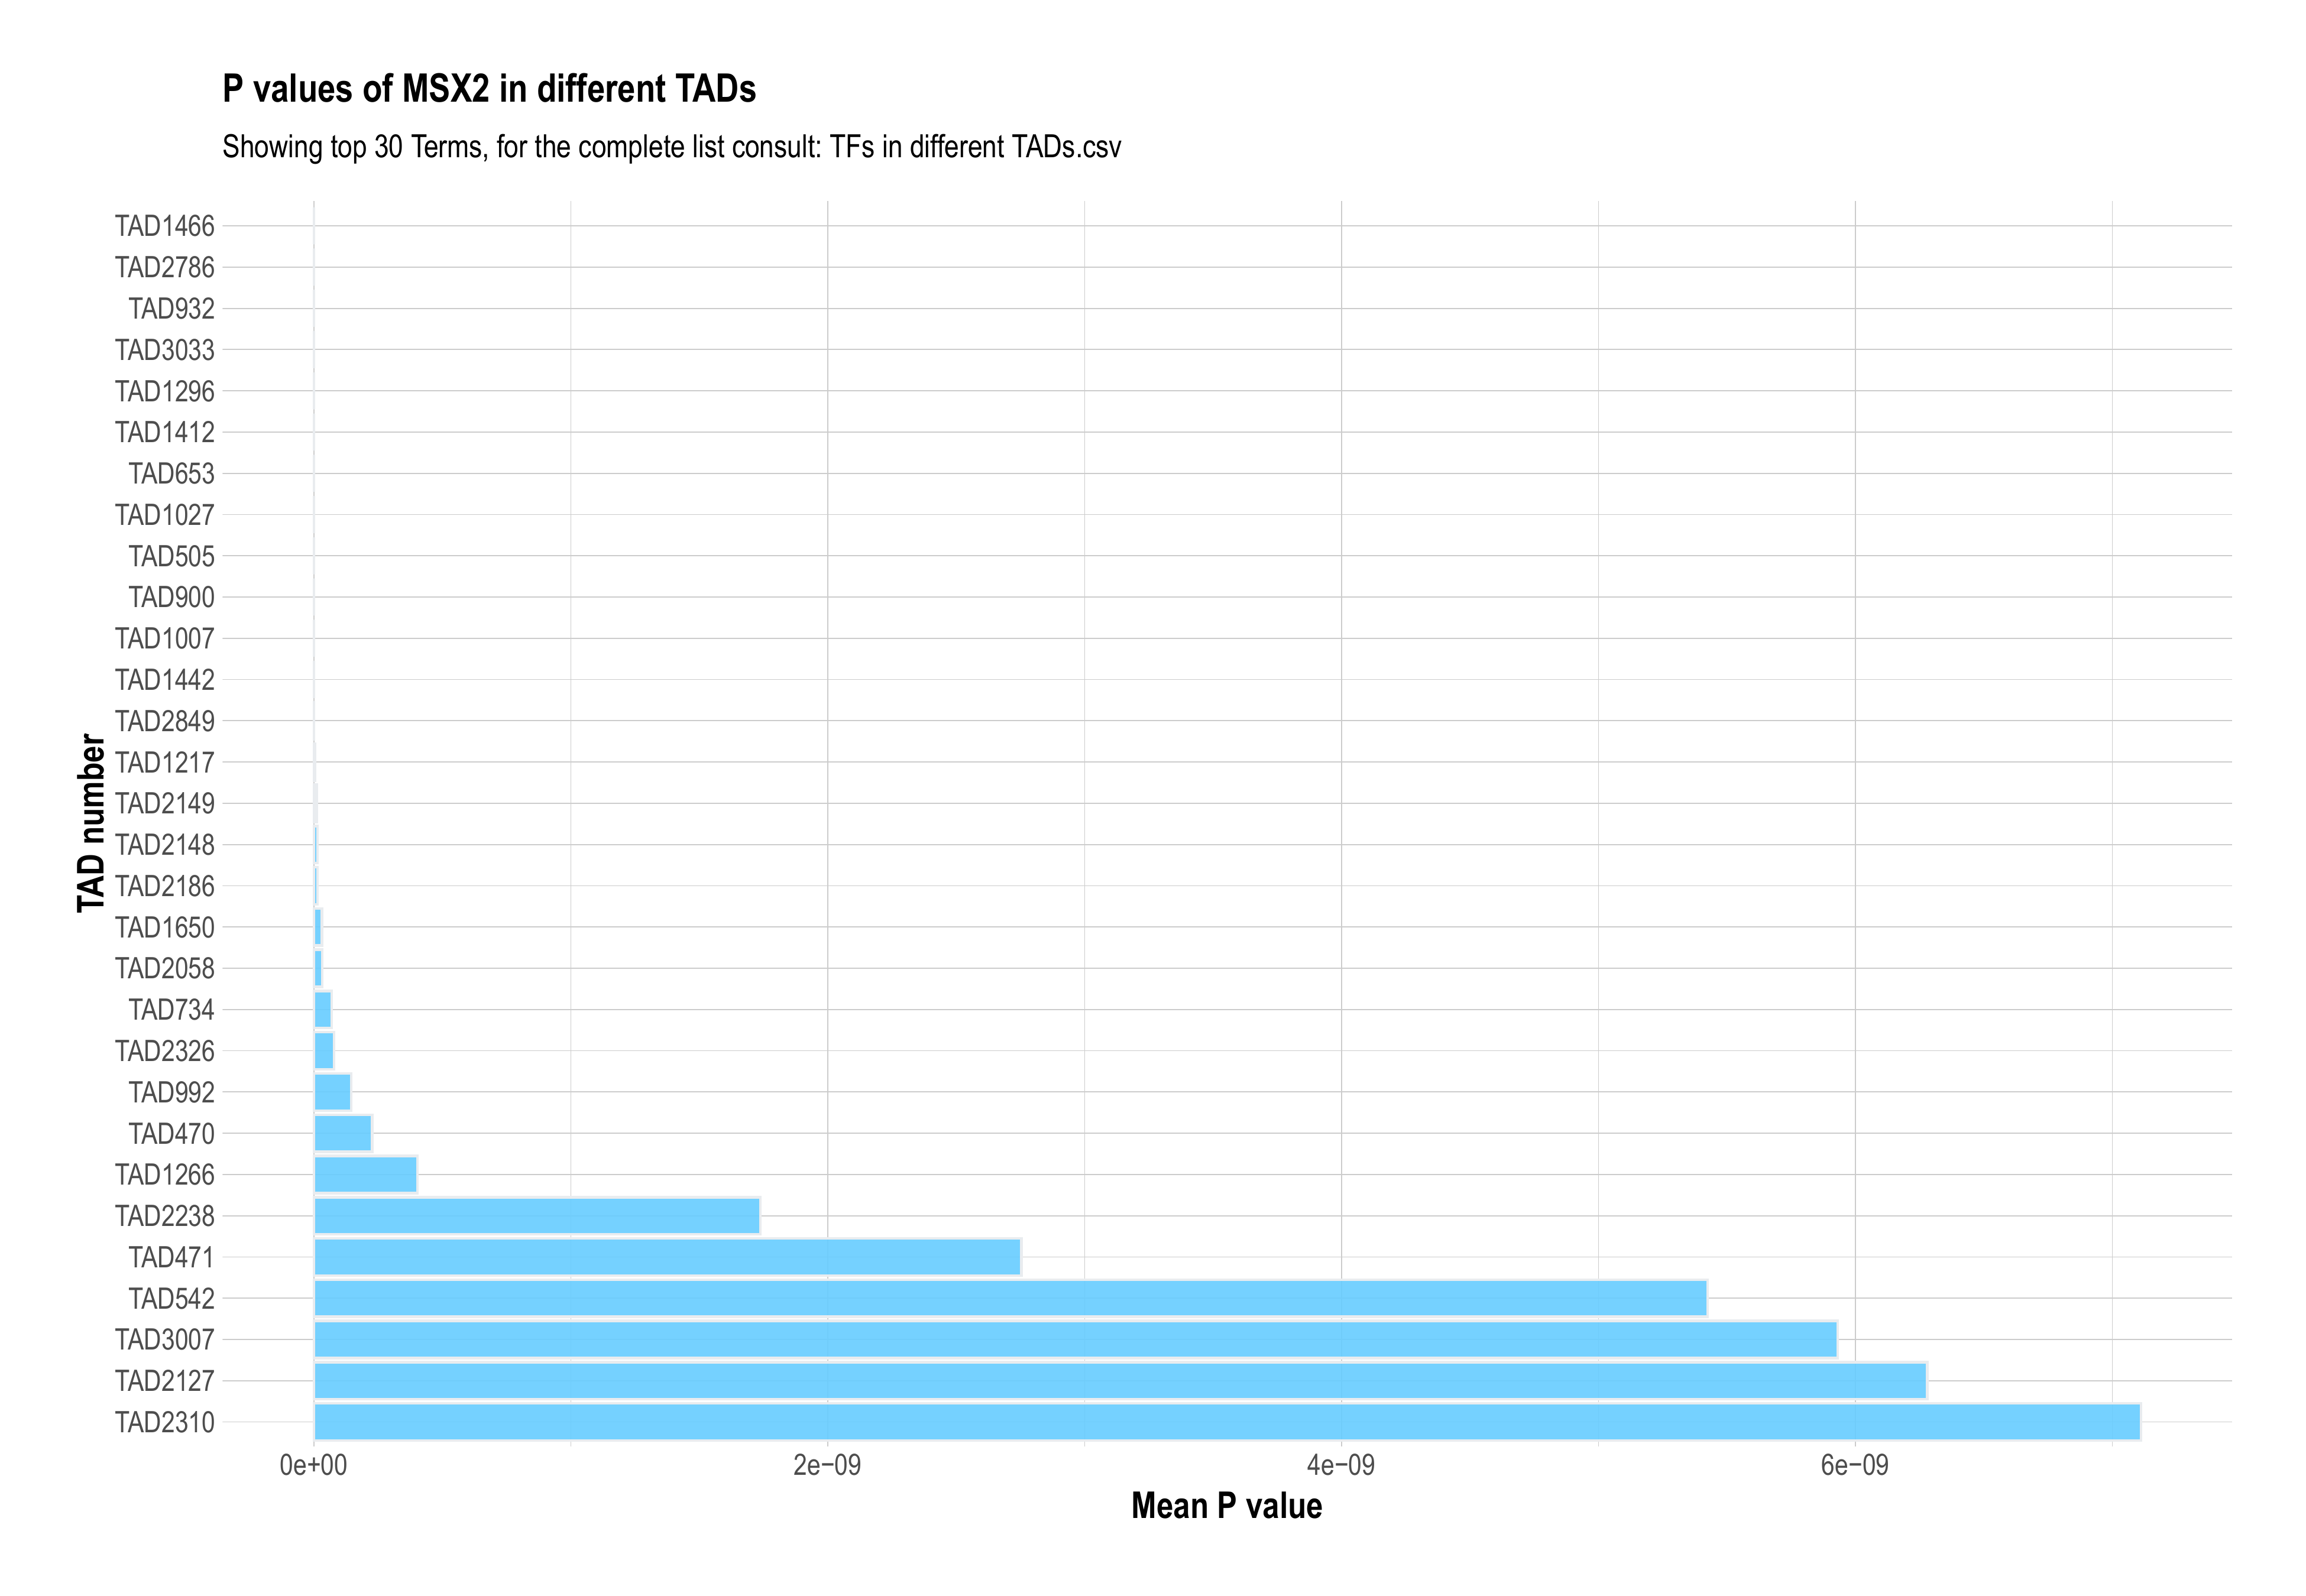 P values of MSX2 in different TADs
Showing top 30 Terms, for the complete list consult: TFs in different TADs.csv
TAD number
TAD1466
TAD2786
TAD932
TAD3033
TAD1296
TAD1412
TAD653
TAD1027
TAD505
TAD900
TAD1007
TAD1442
TAD2849
TAD1217
TAD2149
TAD2148
TAD2186
TAD1650
TAD2058
TAD734
TAD2326
TAD992
TAD470
TAD1266
TAD2238
TAD471
TAD542
TAD3007
TAD2127
TAD2310
0e+00 2e−09 4e−09 6e−09
Mean P value